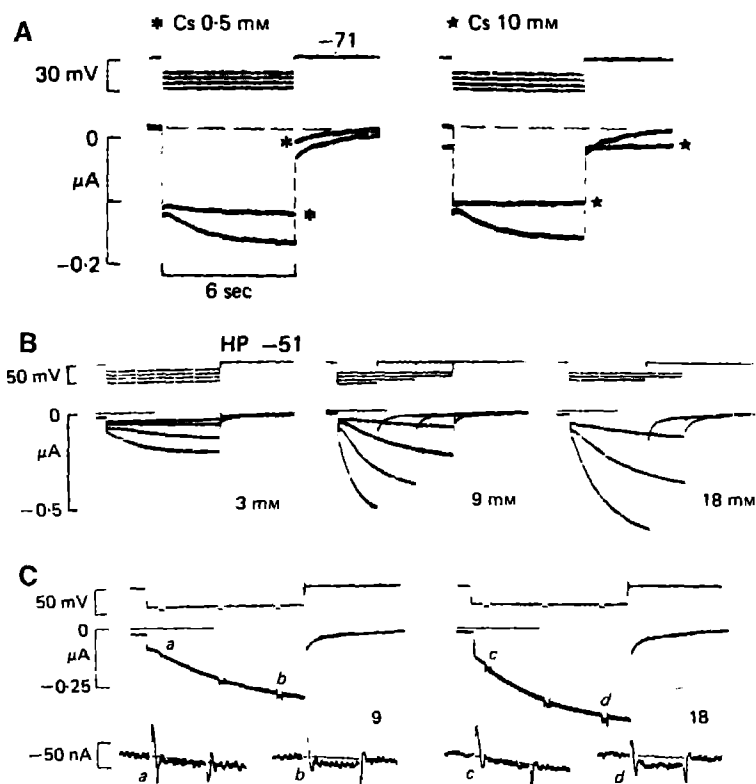 A
* Cs 0·5 mM
-71
★ Cs 10 mM
30 mV
0
μA
-0·2
6 sec
B
HP -51
50 mV
0
μA
-0·5
3 mM
9 mM
18 mM
C
50 mV
0
μA
-0·25
a
b
9
c
d
18
-50 nA
a
b
c
d